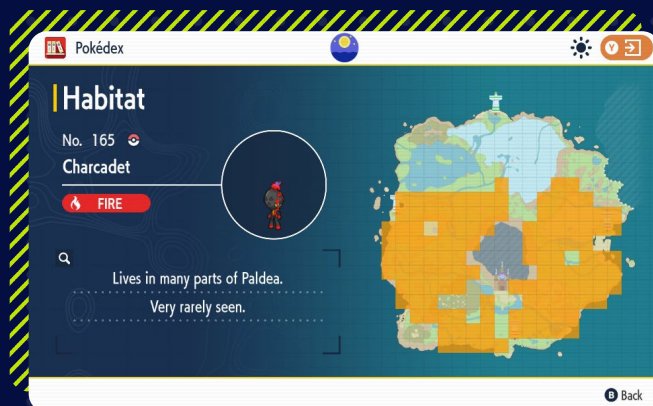 Pokédex
Y
Habitat
No. 165
Charcadet
FIRE
Lives in many parts of Paldea.
Very rarely seen.
B Back